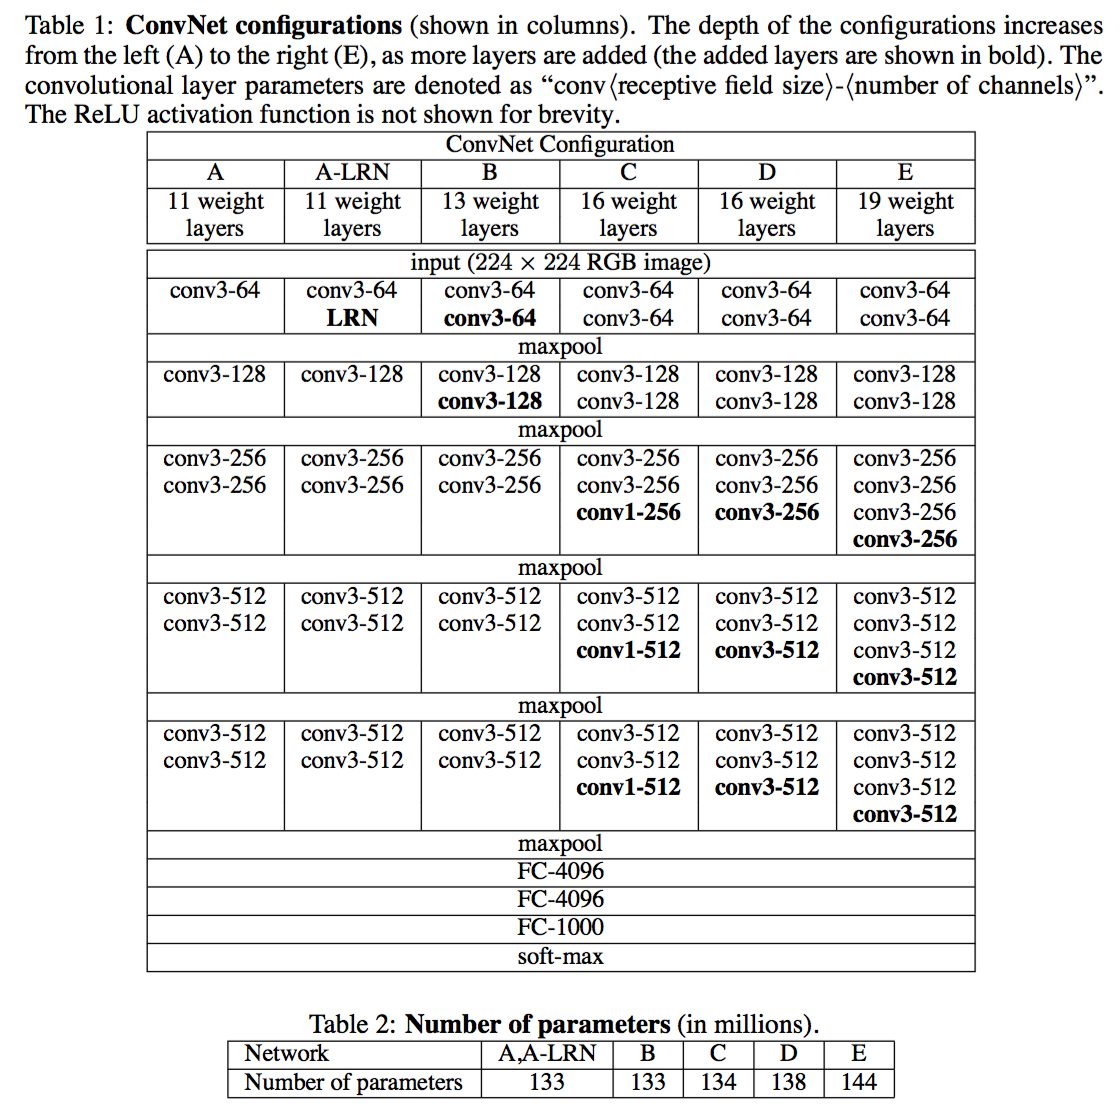 Table 1: ConvNet configurations (shown in columns). The depth of the configurations increases
from the left (A) to the right (E), as more layers are added (the added layers are shown in bold). The
convolutional layer parameters are denoted as “conv⟨receptive field size⟩-⟨number of channels⟩”.
The ReLU activation function is not shown for brevity.
ConvNet Configuration
A A-LRN B C D E
11 weight 11 weight 13 weight 16 weight 16 weight 19 weight
layers layers layers layers layers layers
input (224 × 224 RGB image)
conv3-64 conv3-64 conv3-64 conv3-64 conv3-64 conv3-64
LRN conv3-64 conv3-64 conv3-64 conv3-64
maxpool
conv3-128 conv3-128 conv3-128 conv3-128 conv3-128 conv3-128
conv3-128 conv3-128 conv3-128 conv3-128
maxpool
conv3-256 conv3-256 conv3-256 conv3-256 conv3-256 conv3-256
conv3-256 conv3-256 conv3-256 conv3-256 conv3-256 conv3-256
conv1-256 conv3-256 conv3-256
conv3-256
maxpool
conv3-512 conv3-512 conv3-512 conv3-512 conv3-512 conv3-512
conv3-512 conv3-512 conv3-512 conv3-512 conv3-512 conv3-512
conv1-512 conv3-512 conv3-512
conv3-512
maxpool
conv3-512 conv3-512 conv3-512 conv3-512 conv3-512 conv3-512
conv3-512 conv3-512 conv3-512 conv3-512 conv3-512 conv3-512
conv1-512 conv3-512 conv3-512
conv3-512
maxpool
FC-4096
FC-4096
FC-1000
soft-max
Table 2: Number of parameters (in millions).
Network A,A-LRN B C D E
Number of parameters 133 133 134 138 144